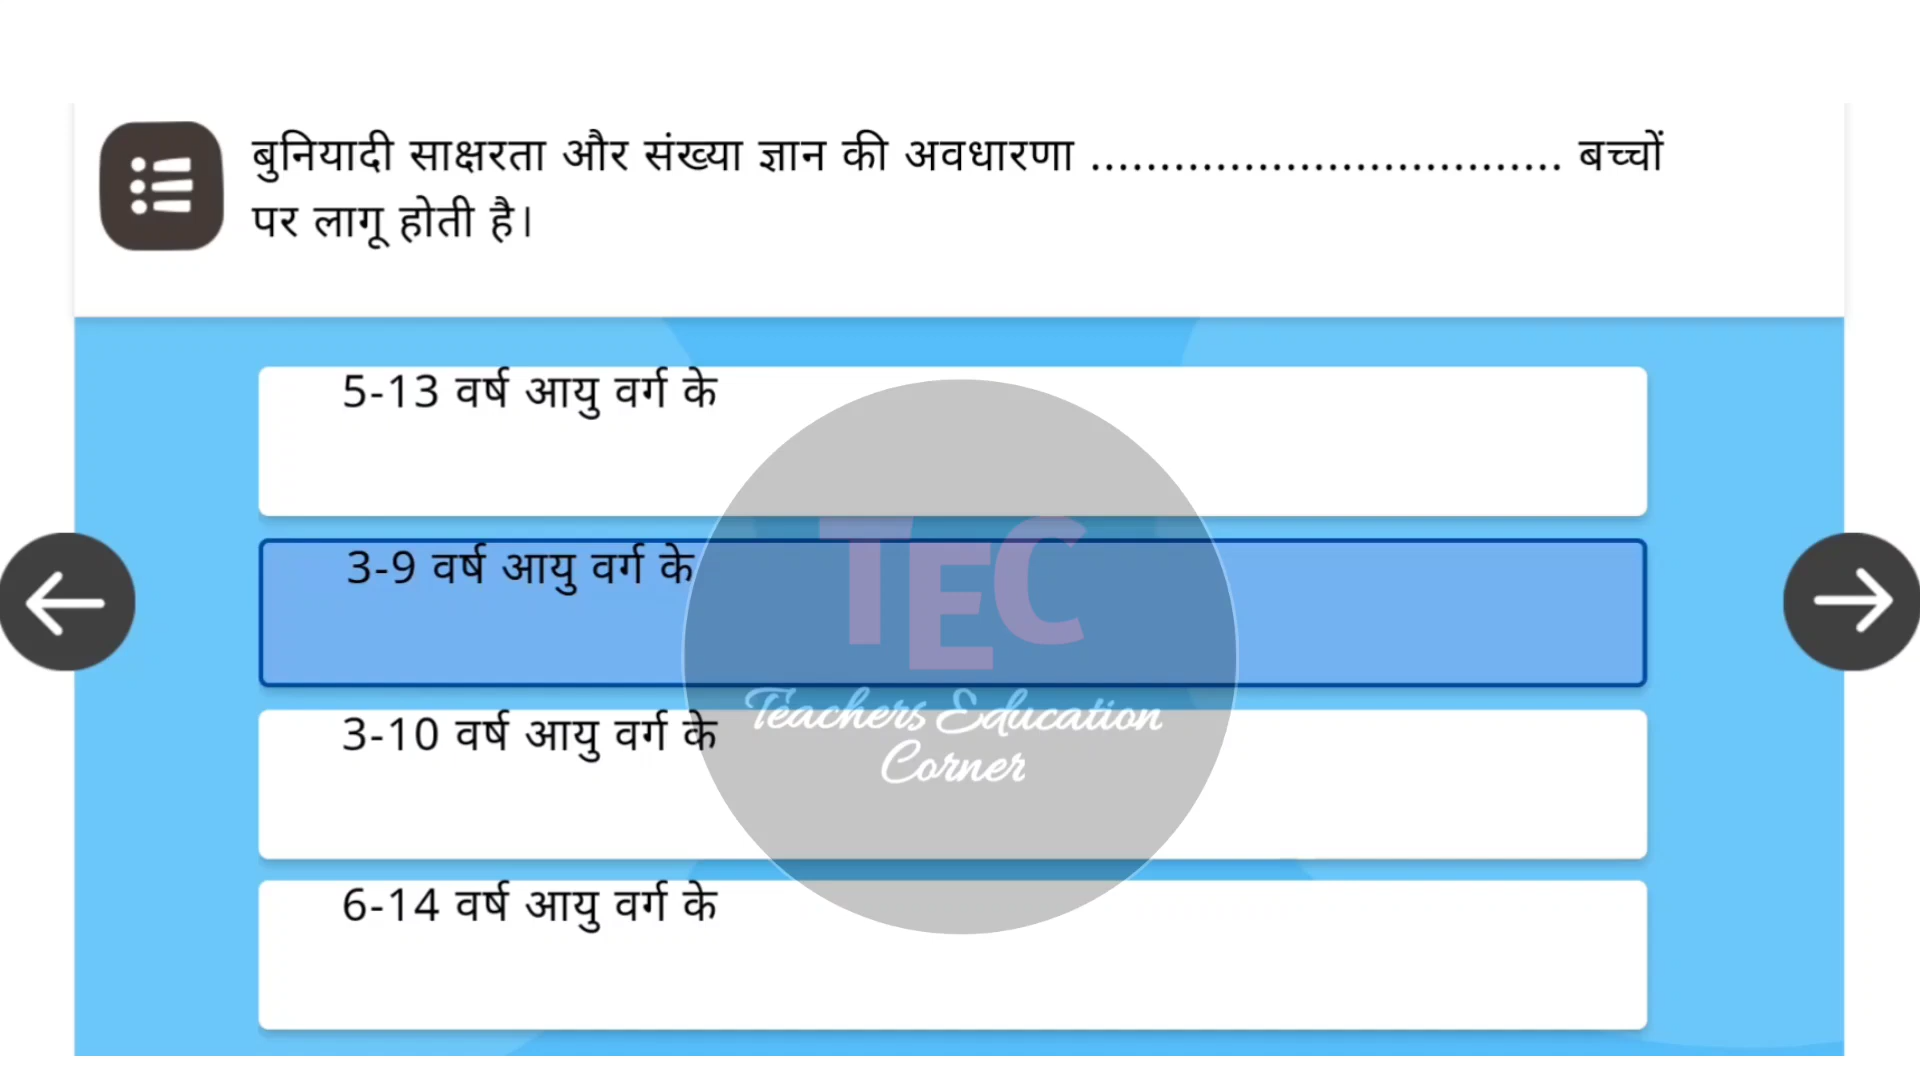 बुनियादी साक्षरता और संख्या ज्ञान की अवधारणा .................................. बच्चों
पर लागू होती है।
5-13 वर्ष आयु वर्ग के
3-9 वर्ष आयु वर्ग के
TEC
Teachers Education
Corner
3-10 वर्ष आयु वर्ग के
6-14 वर्ष आयु वर्ग के